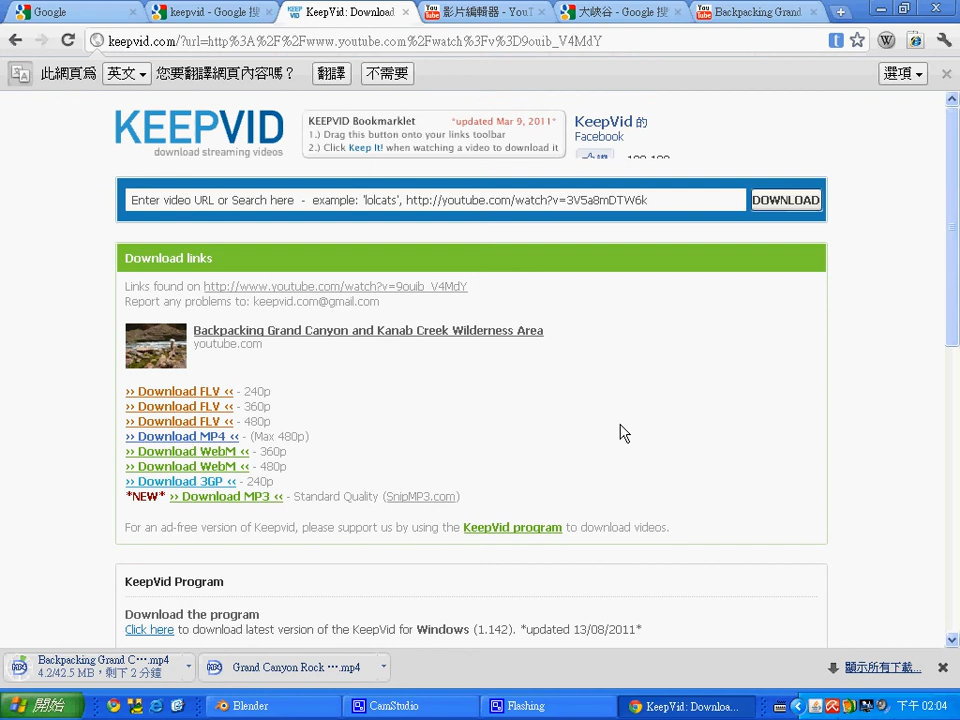 Google
keepvid - Google 搜
KeepVid: Download
影片編輯器 - YouT
大峽谷 - Google 搜
Backpacking Grand
keepvid.com/?url=http%3A%2F%2Fwww.youtube.com%2Fwatch%3Fv%3D9ouib_V4MdY
此網頁為 英文 您要翻譯網頁內容嗎? 翻譯 不需要 選項
KEEPVID
download streaming videos
KEEPVID Bookmarklet *updated Mar 9, 2011*
1.) Drag this button onto your links toolbar
2.) Click Keep It! when watching a video to download it
KeepVid 的
Facebook
Enter video URL or Search here - example: 'lolcats', http://youtube.com/watch?v=3V5a8mDTW6k DOWNLOAD
Download links
Links found on http://www.youtube.com/watch?v=9ouib_V4MdY
Report any problems to: keepvid.com@gmail.com
Backpacking Grand Canyon and Kanab Creek Wilderness Area
youtube.com
>> Download FLV << - 240p
>> Download FLV << - 360p
>> Download FLV << - 480p
>> Download MP4 << - (Max 480p)
>> Download WebM << - 360p
>> Download WebM << - 480p
>> Download 3GP << - 240p
*NEW* >> Download MP3 << - Standard Quality (SnipMP3.com)
For an ad-free version of Keepvid, please support us by using the KeepVid program to download videos.
KeepVid Program
Download the program
Click here to download latest version of the KeepVid for Windows (1.142). *updated 13/08/2011*
Backpacking Grand C⋯.mp4
4.2/42.5 MB，剩下 2 分鐘
Grand Canyon Rock ⋯.mp4
顯示所有下載...
開始
Blender
CamStudio
Flashing
KeepVid: Downloa...
下午 02:04